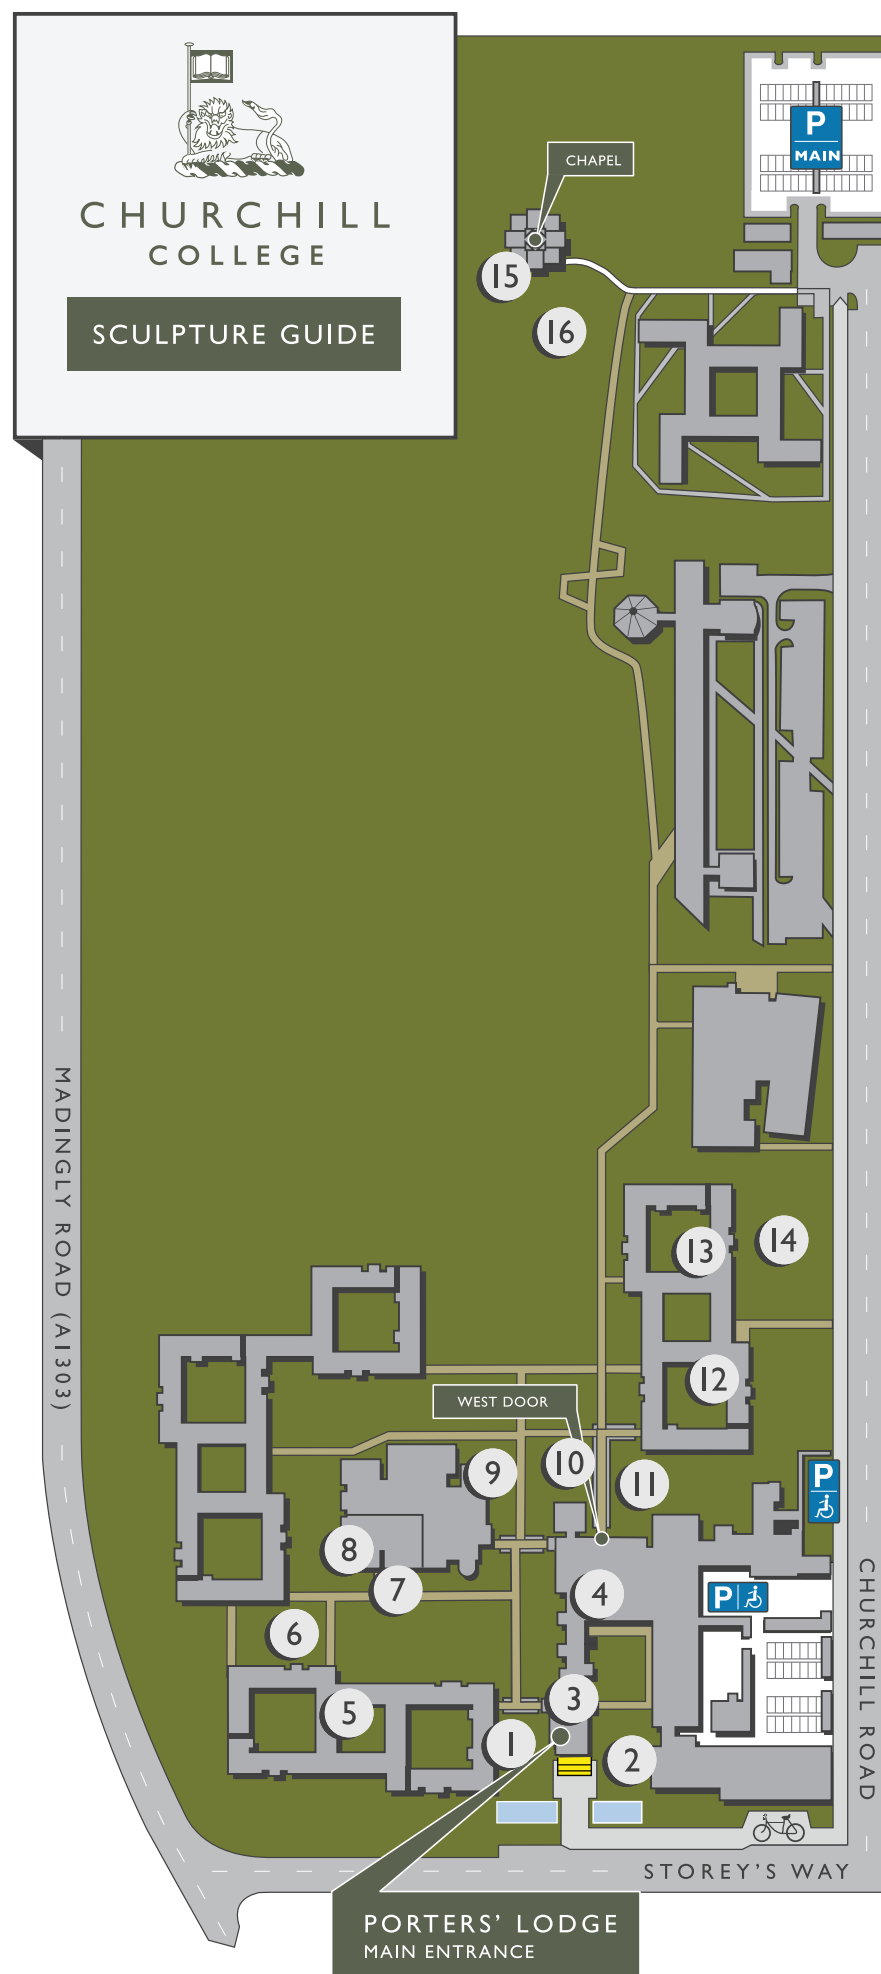 CHURCHILL
COLLEGE
SCULPTURE GUIDE
P
MAIN
CHAPEL
15
16
MADINGLY ROAD (A1303)
13
14
12
WEST DOOR
10
9
11
P
8
7
4
P
6
5
3
1
2
CHURCHILL ROAD
STOREY'S WAY
PORTERS' LODGE
MAIN ENTRANCE